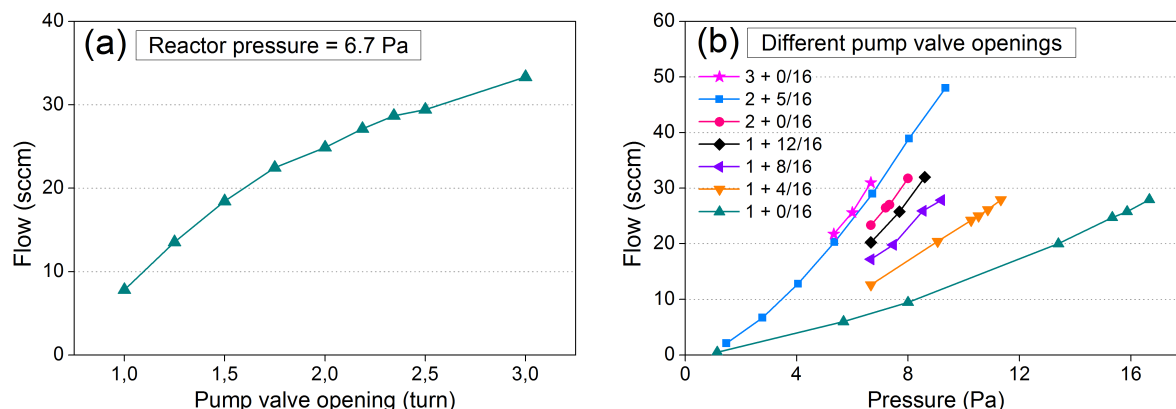 (a)
Reactor pressure = 6.7 Pa
Flow (sccm)
40
30
20
10
0
1,0
1,5
2,0
2,5
3,0
Pump valve opening (turn)
(b)
Different pump valve openings
3 + 0/16
2 + 5/16
2 + 0/16
1 + 12/16
1 + 8/16
1 + 4/16
1 + 0/16
Flow (sccm)
60
50
40
30
20
10
0
0
4
8
12
16
Pressure (Pa)